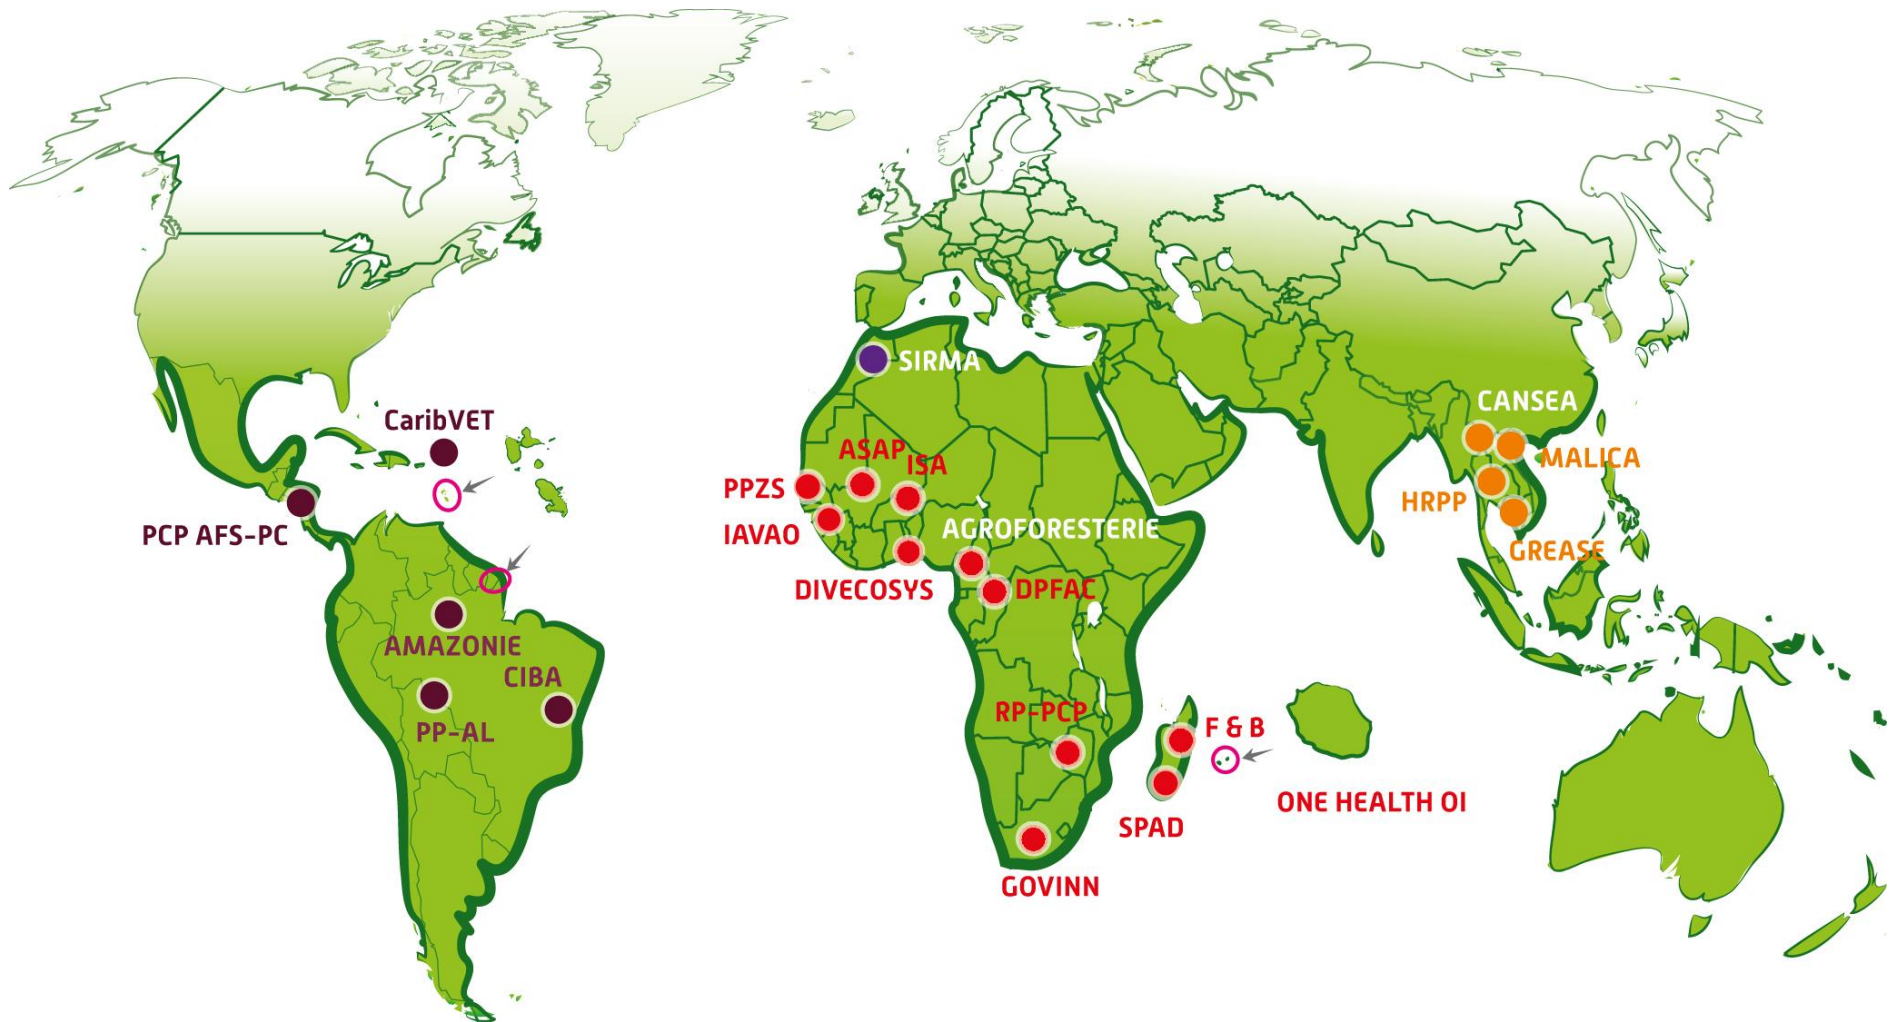 CaribVET
PCP AFS-PC
AMAZONIE
CIBA
PP-AL
SIRMA
ASAP
ISA
PPZS
IAVAO
AGROFORESTERIE
DIVECOSYS
DPFAC
RP-PCP
F & B
ONE HEALTH OI
SPAD
GOVINN
CANSEA
MALICA
HRPP
GREASE